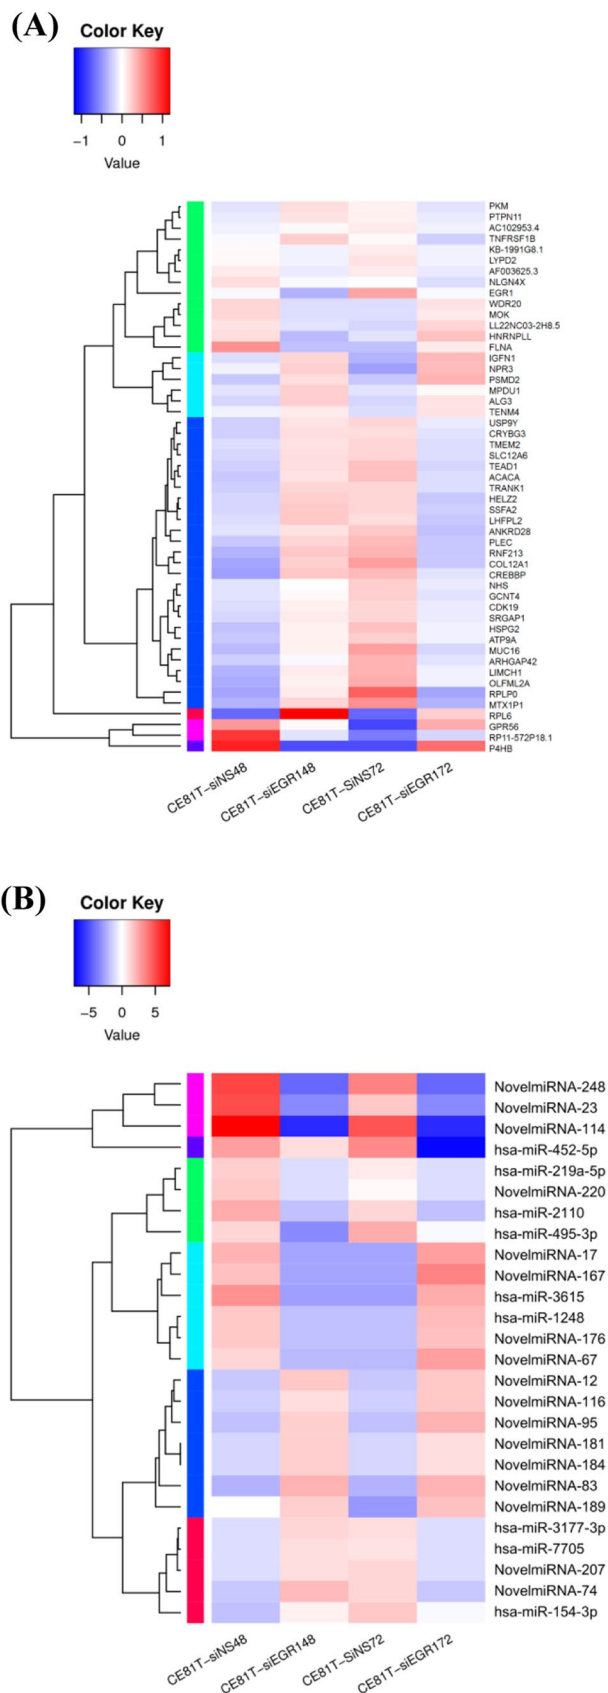 (A)
Color Key
−1 0 1
Value
PKM
PTPN11
AC102953.4
TNFRSF1B
KB-1991G8.1
LYPD2
AF003625.3
NLGN4X
EGR1
WDR20
MOK
LL22NC03-2H8.5
HNRNPLL
FLNA
IGFN1
NPR3
PSMD2
MPDU1
ALG3
TENM4
USP9Y
CRYBG3
TMEM2
SLC12A6
TEAD1
ACACA
TRANK1
HELZ2
SSFA2
LHFPL2
ANKRD28
PLEC
RNF213
COL12A1
CREBBP
NHS
GCNT4
CDK19
SRGAP1
HSPG2
ATP9A
MUC16
ARHGAP42
LIMCH1
OLFML2A
RPLP0
MTX1P1
RPL6
GPR56
RP11-572P18.1
P4HB
CE81T−siNS48
CE81T−siEGR148
CE81T−SiNS72
CE81T−siEGR172
(B)
Color Key
−5 0 5
Value
NovelmiRNA-248
NovelmiRNA-23
NovelmiRNA-114
hsa-miR-452-5p
hsa-miR-219a-5p
NovelmiRNA-220
hsa-miR-2110
hsa-miR-495-3p
NovelmiRNA-17
NovelmiRNA-167
hsa-miR-3615
hsa-miR-1248
NovelmiRNA-176
NovelmiRNA-67
NovelmiRNA-12
NovelmiRNA-116
NovelmiRNA-95
NovelmiRNA-181
NovelmiRNA-184
NovelmiRNA-83
NovelmiRNA-189
hsa-miR-3177-3p
hsa-miR-7705
NovelmiRNA-207
NovelmiRNA-74
hsa-miR-154-3p
CE81T−siNS48
CE81T−siEGR148
CE81T−SiNS72
CE81T−siEGR172